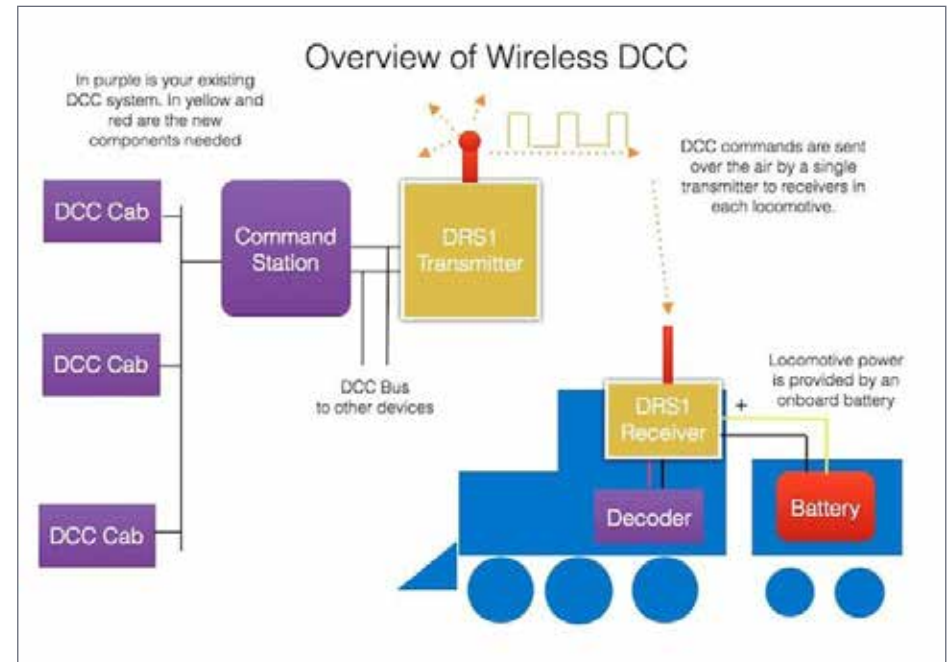 Overview of Wireless DCC
In purple is your existing
DCC system. In yellow and
red are the new
components needed
DCC commands are sent
over the air by a single
transmitter to receivers in
each locomotive.
DCC Cab
Command
Station
DRS1
Transmitter
DCC Cab
DCC Bus
to other devices
Locomotive power
is provided by an
onboard battery
DRS1
Receiver
+
DCC Cab
Decoder
Battery